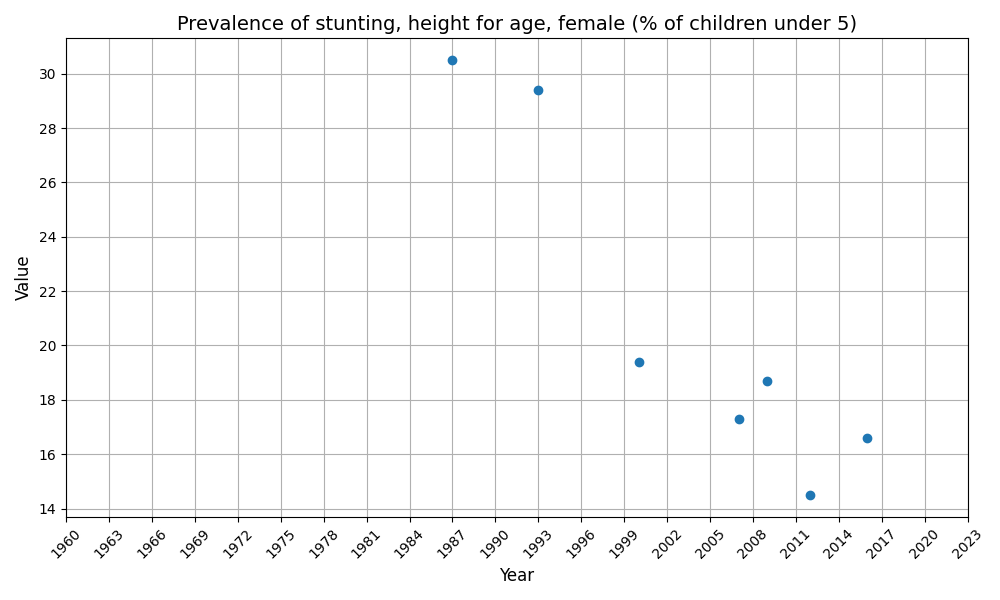 Prevalence of stunting, height for age, female (% of children under 5)
Value
30
28
26
24
22
20
18
16
14
1960 1963 1966 1969 1972 1975 1978 1981 1984 1987 1990 1993 1996 1999 2002 2005 2008 2011 2014 2017 2020 2023
Year